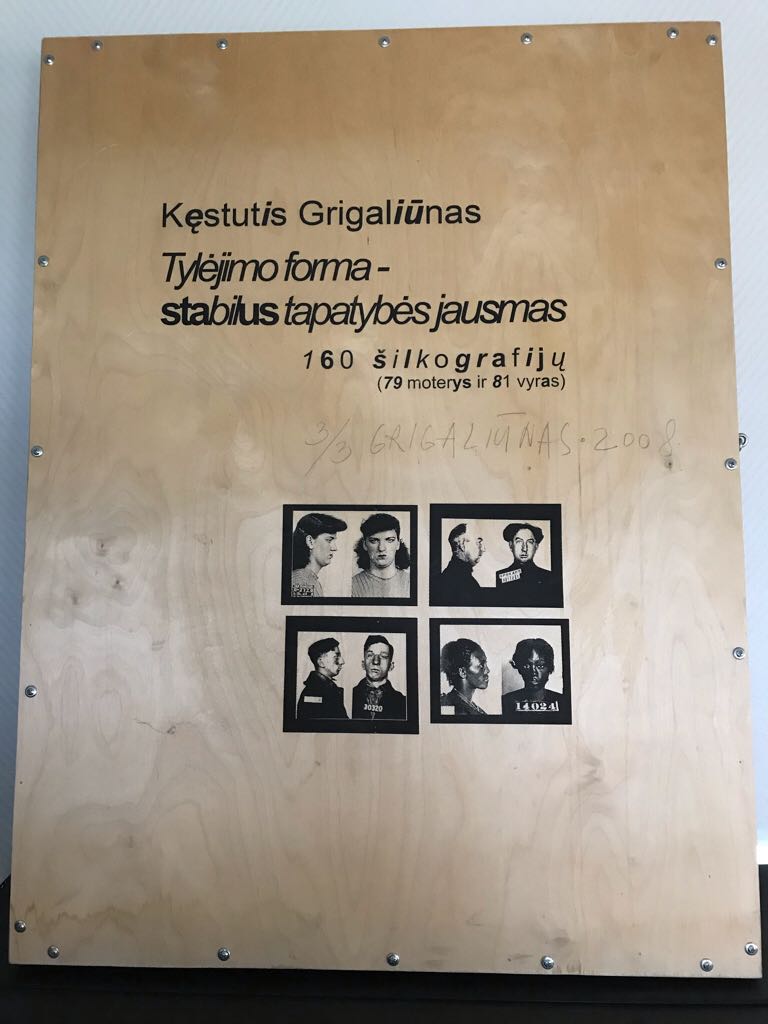 Kęstutis Grigaliūnas
Tylėjimo forma -
stabilus tapatybės jausmas
160 šilkografijų
(79 moterys ir 81 vyras)
3/3 GRIGALIŪNAS. 2008
30320
14024